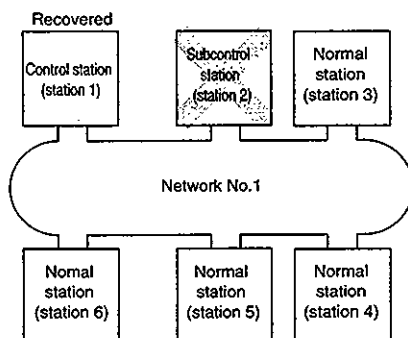 Recovered
Control station
(station 1)
Subcontrol
station
(station 2)
Normal
station
(station 3)
Network No.1
Nomal
station
(station 6)
Normal
station
(station 5)
Normal
station
(station 4)